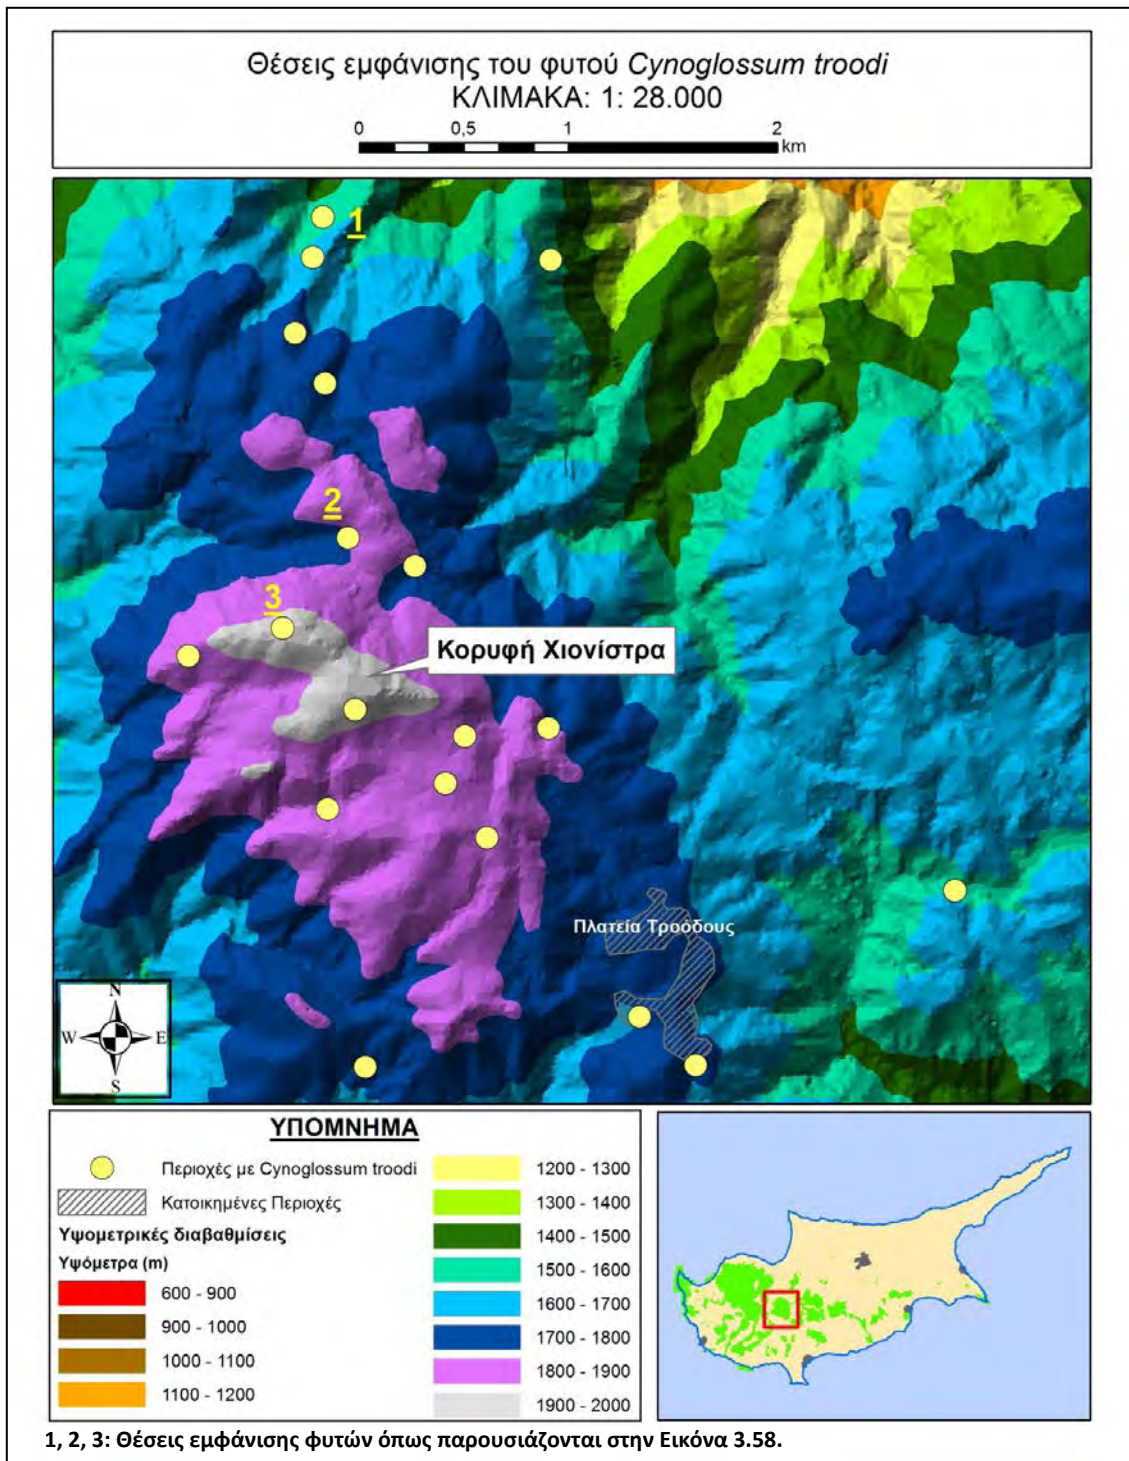 Θέσεις εμφάνισης του φυτού Cynoglossum troodi
ΚΛΙΜΑΚΑ: 1: 28.000
0 0,5 1 2
km
1
2
3
Κορυφή Χιονίστρα
Πλατεία Τροόδους
N
W E
S
ΥΠΟΜΝΗΜΑ
Περιοχές με Cynoglossum troodi
Κατοικημένες Περιοχές
Υψομετρικές διαβαθμίσεις
Υψόμετρα (m)
600 - 900
900 - 1000
1000 - 1100
1100 - 1200
1200 - 1300
1300 - 1400
1400 - 1500
1500 - 1600
1600 - 1700
1700 - 1800
1800 - 1900
1900 - 2000
1, 2, 3: Θέσεις εμφάνισης φυτών όπως παρουσιάζονται στην Εικόνα 3.58.